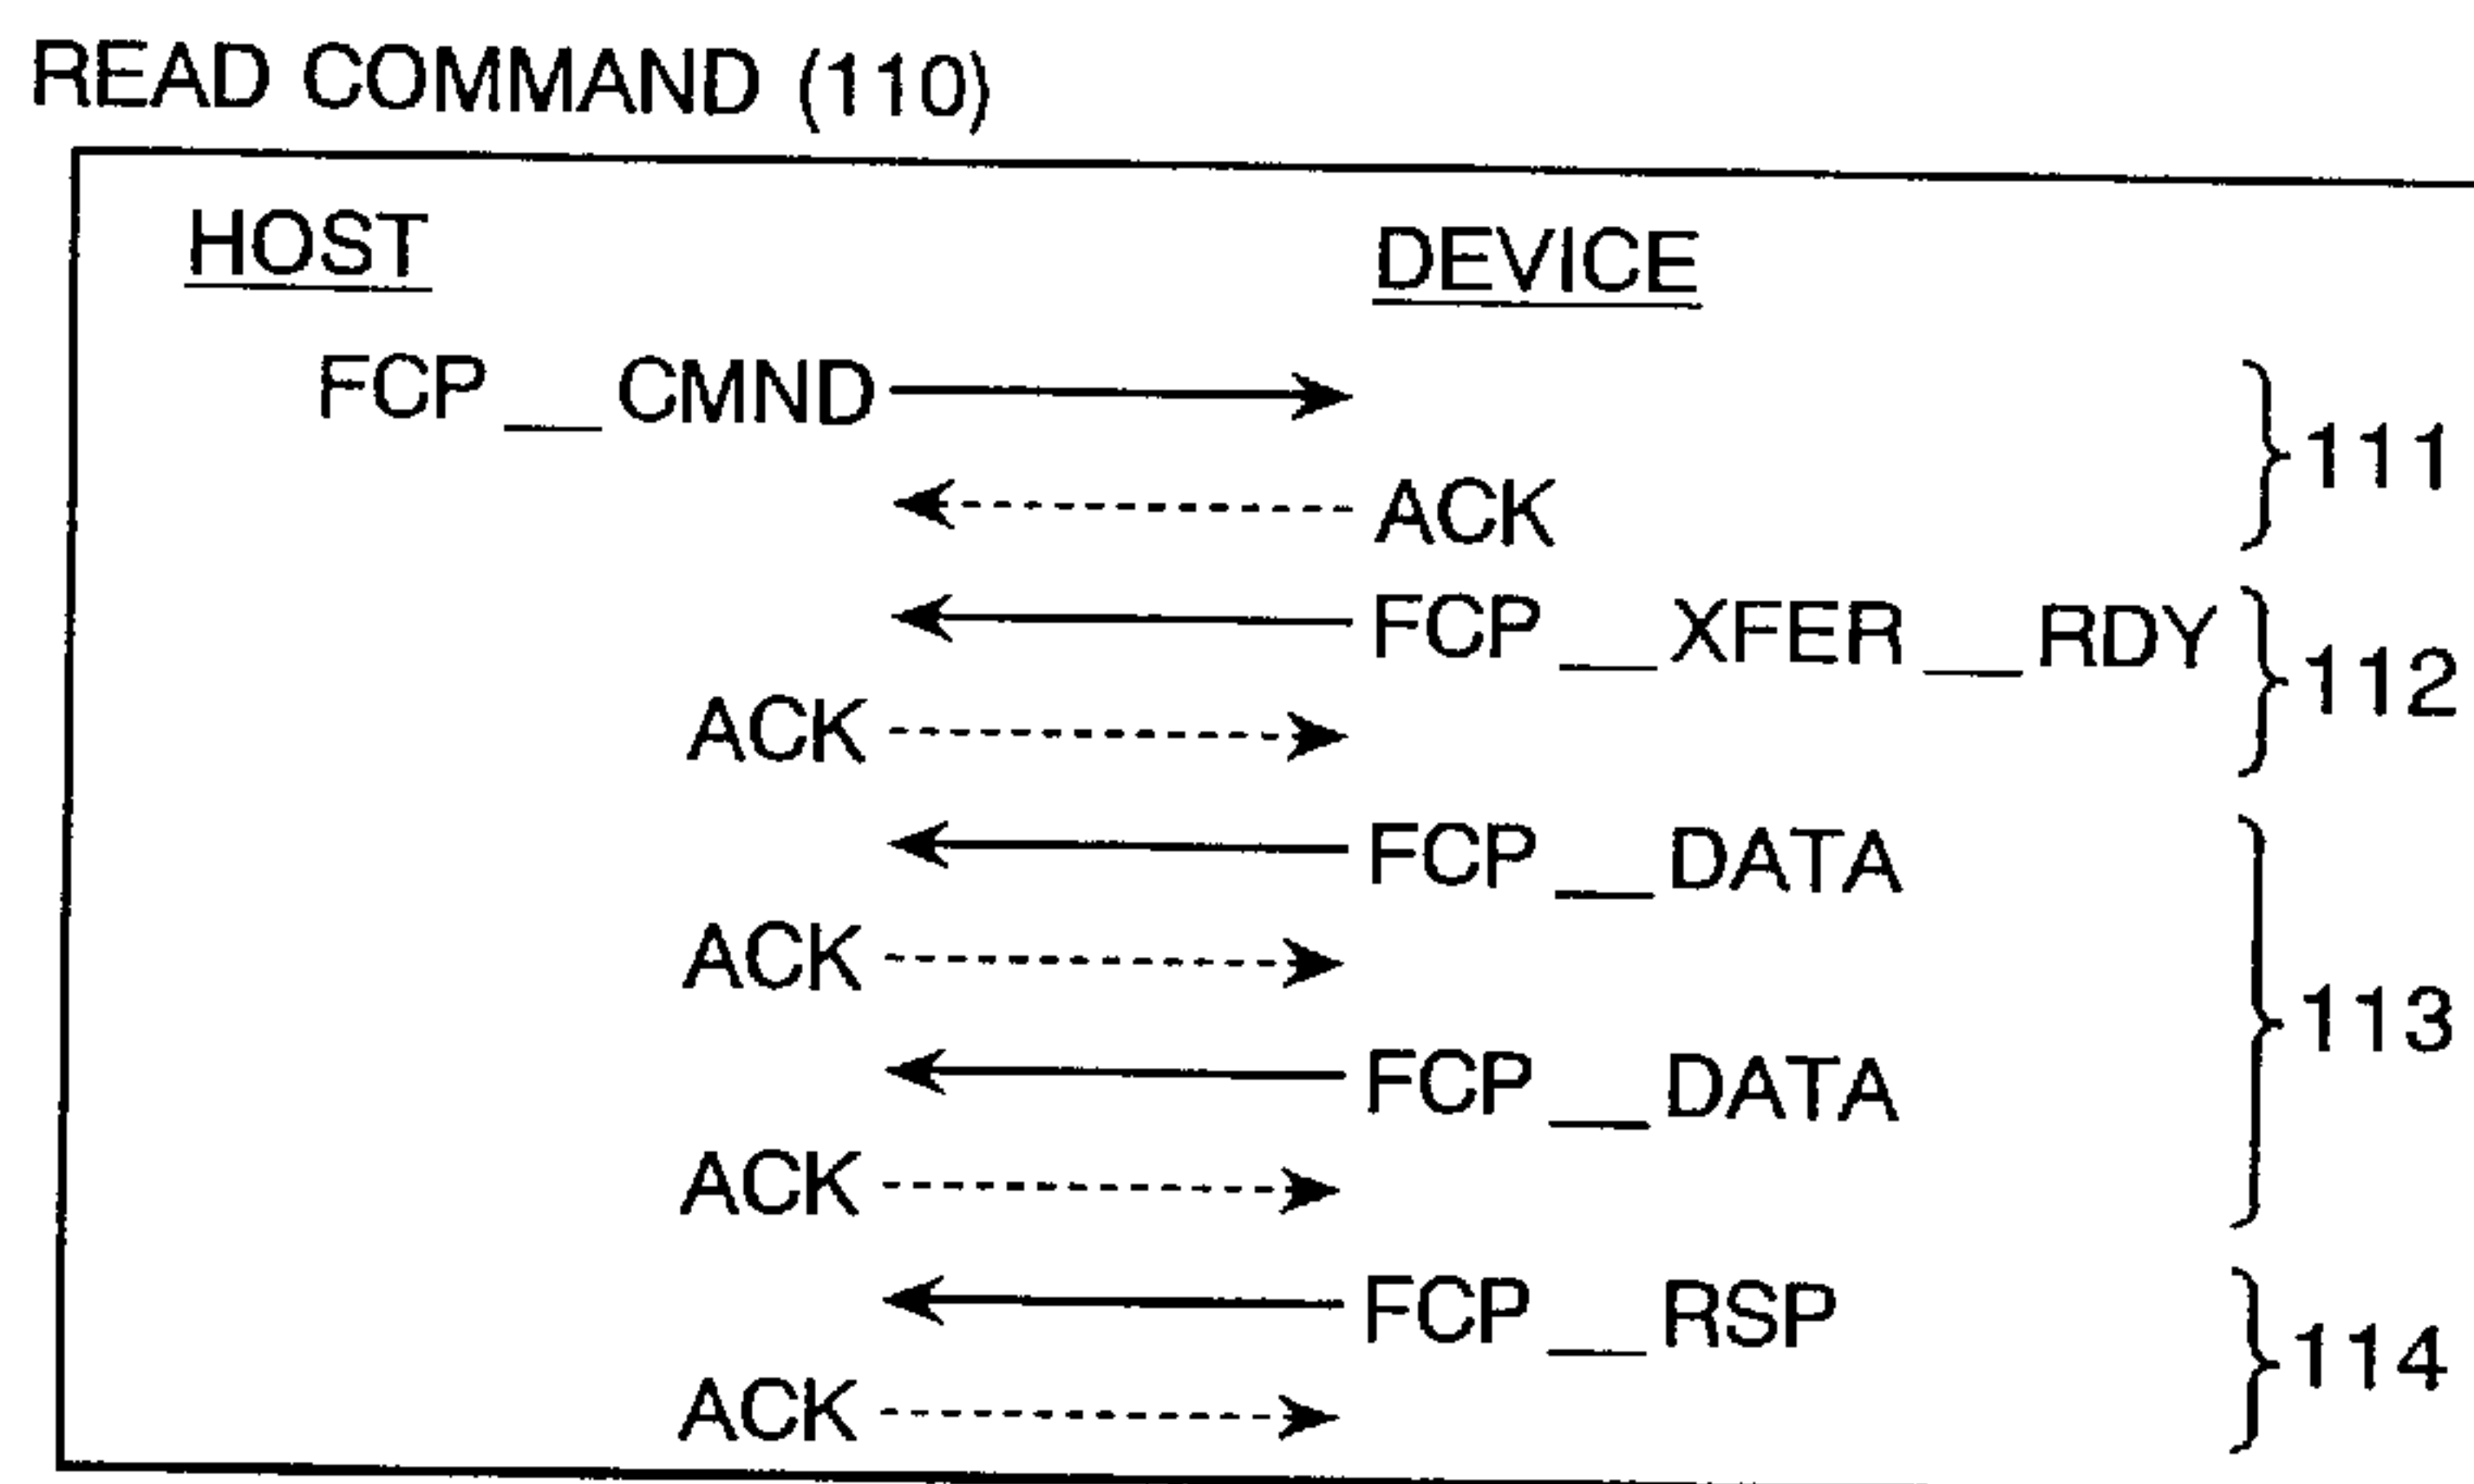 READ COMMAND (110)
HOST DEVICE
FCP__CMND
111
ACK
FCP__XFER__RDY
112
ACK
FCP__DATA
ACK
113
FCP__DATA
ACK
FCP__RSP
114
ACK